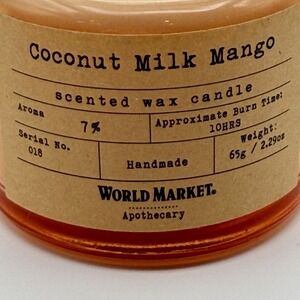 Coconut Milk Mango
scented wax candle
Aroma
7%
Approximate Burn Time:
10HRS
Serial No.
018
Handmade
Weight:
65g / 2.29oz
WORLD MARKET®
Apothecary